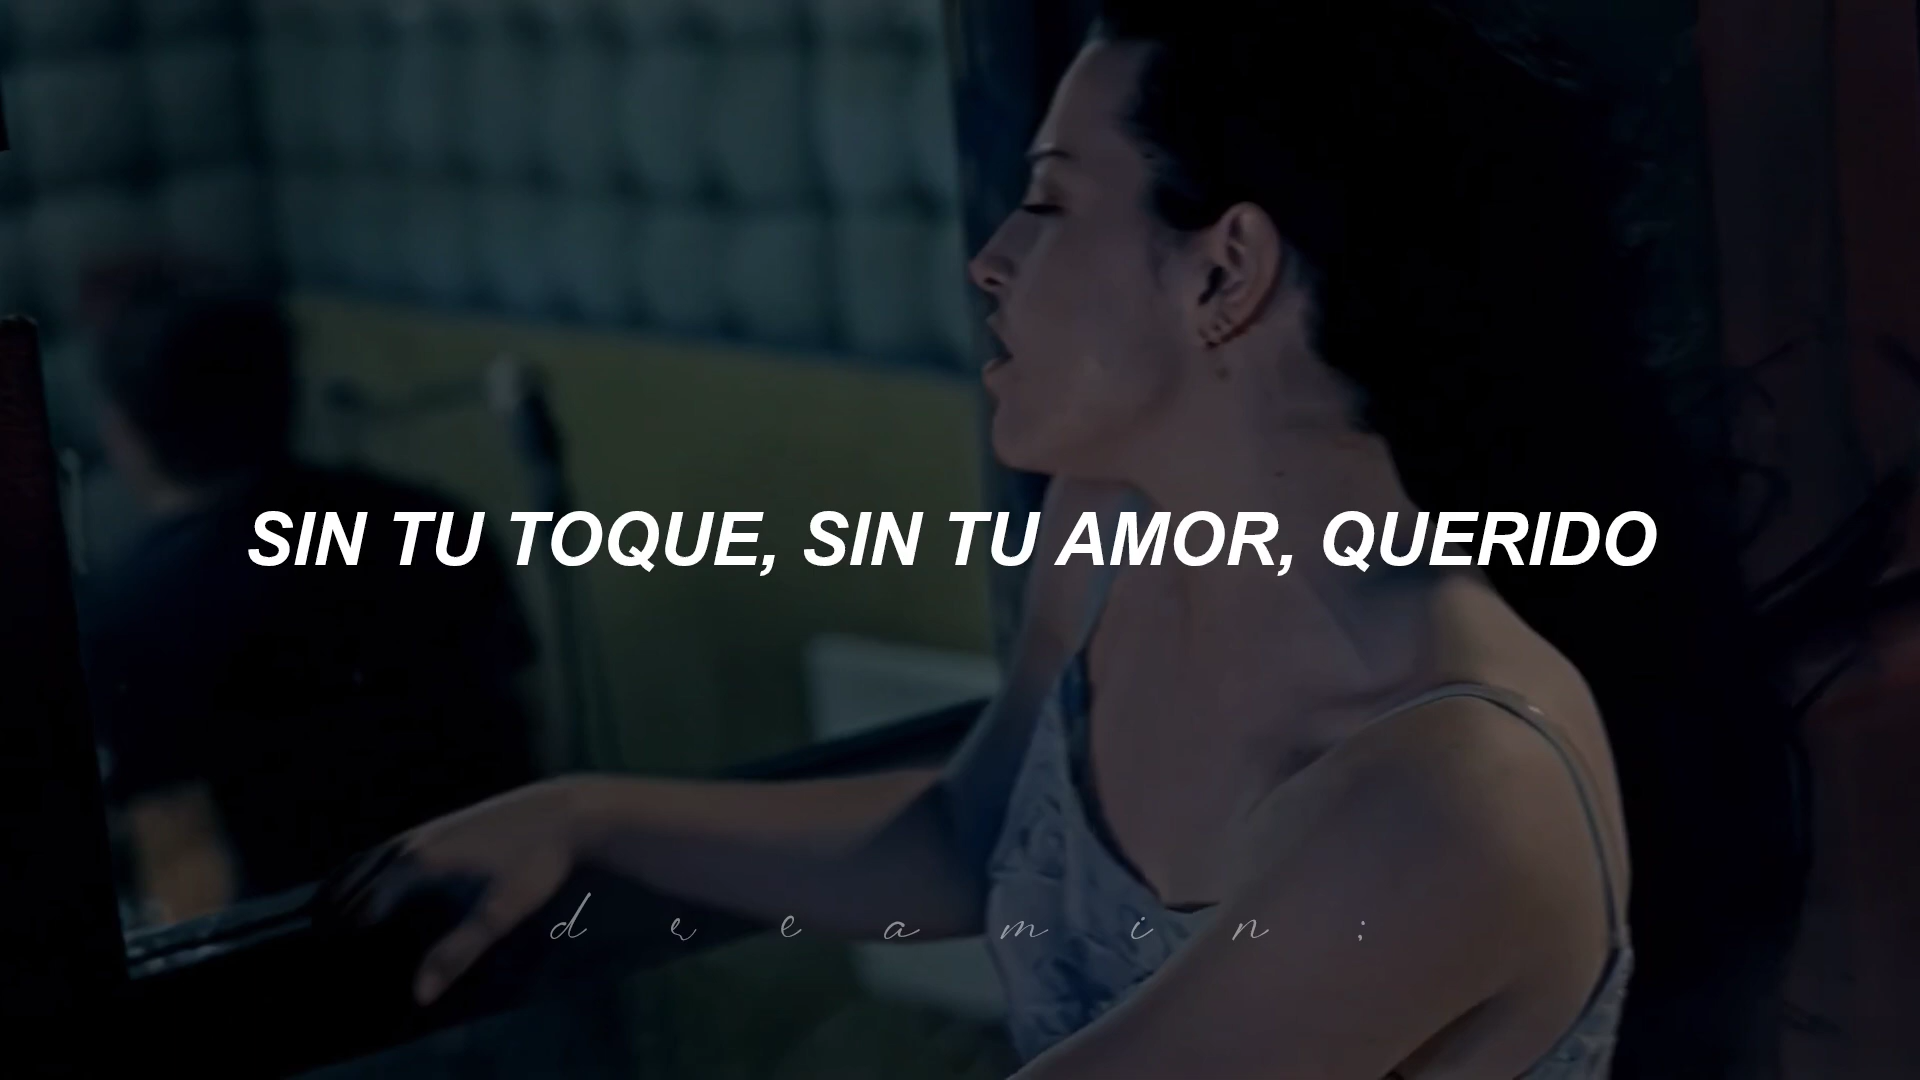 SIN TU TOQUE, SIN TU AMOR, QUERIDO
d r e a m i n ;